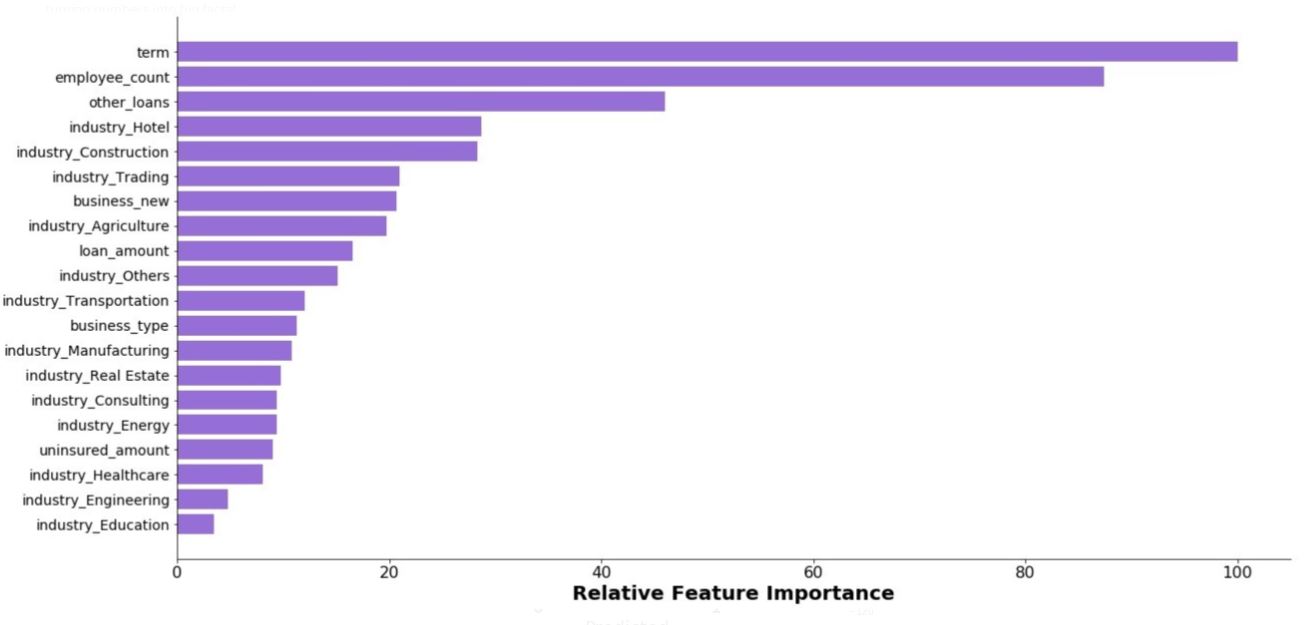 term
employee_count
other_loans
industry_Hotel
industry_Construction
industry_Trading
business_new
industry_Agriculture
loan_amount
industry_Others
industry_Transportation
business_type
industry_Manufacturing
industry_Real Estate
industry_Consulting
industry_Energy
uninsured_amount
industry_Healthcare
industry_Engineering
industry_Education
0 20 40 60 80 100
Relative Feature Importance